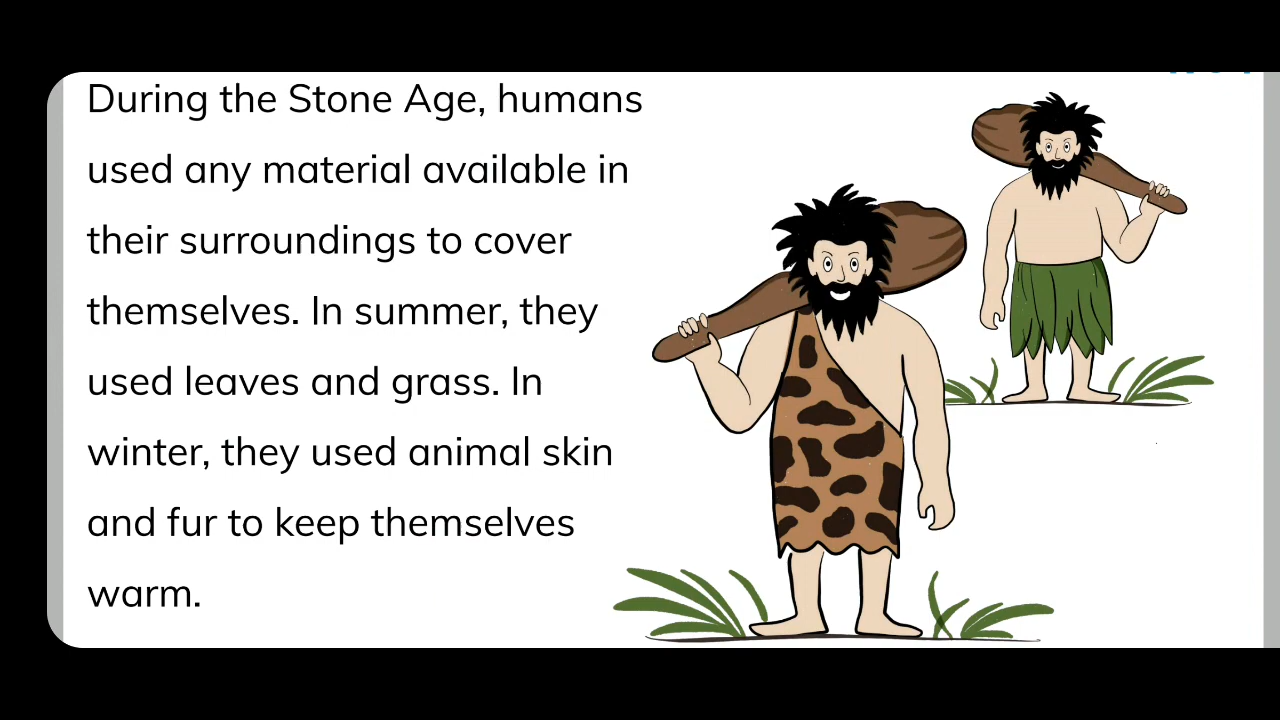 During the Stone Age, humans
used any material available in
their surroundings to cover
themselves. In summer, they
used leaves and grass. In
winter, they used animal skin
and fur to keep themselves
warm.